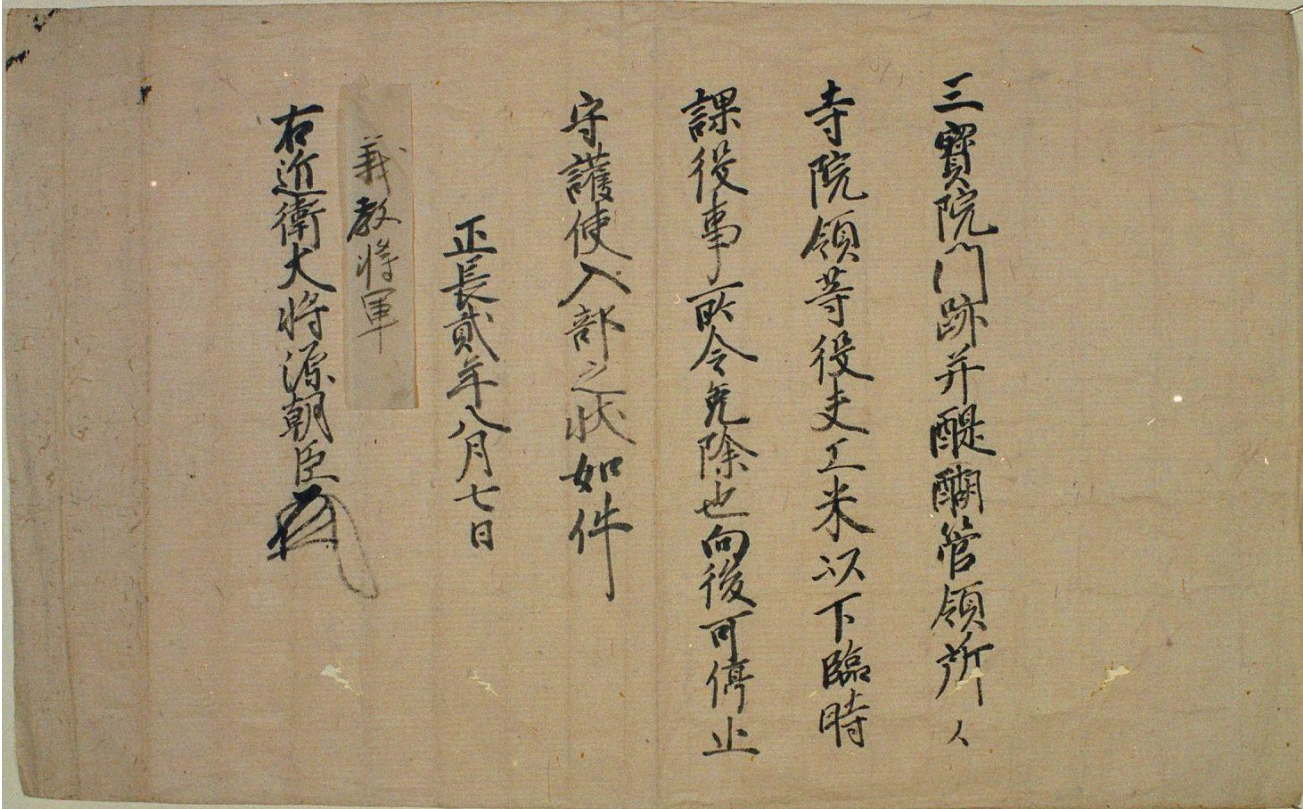 三寶院門跡并醍醐管領所々
寺院領等役夫工米以下臨時
課役事所令免除也向後可停止
守護使入部之状如件
正長貳年八月七日
義教将軍
右近衛大将源朝臣